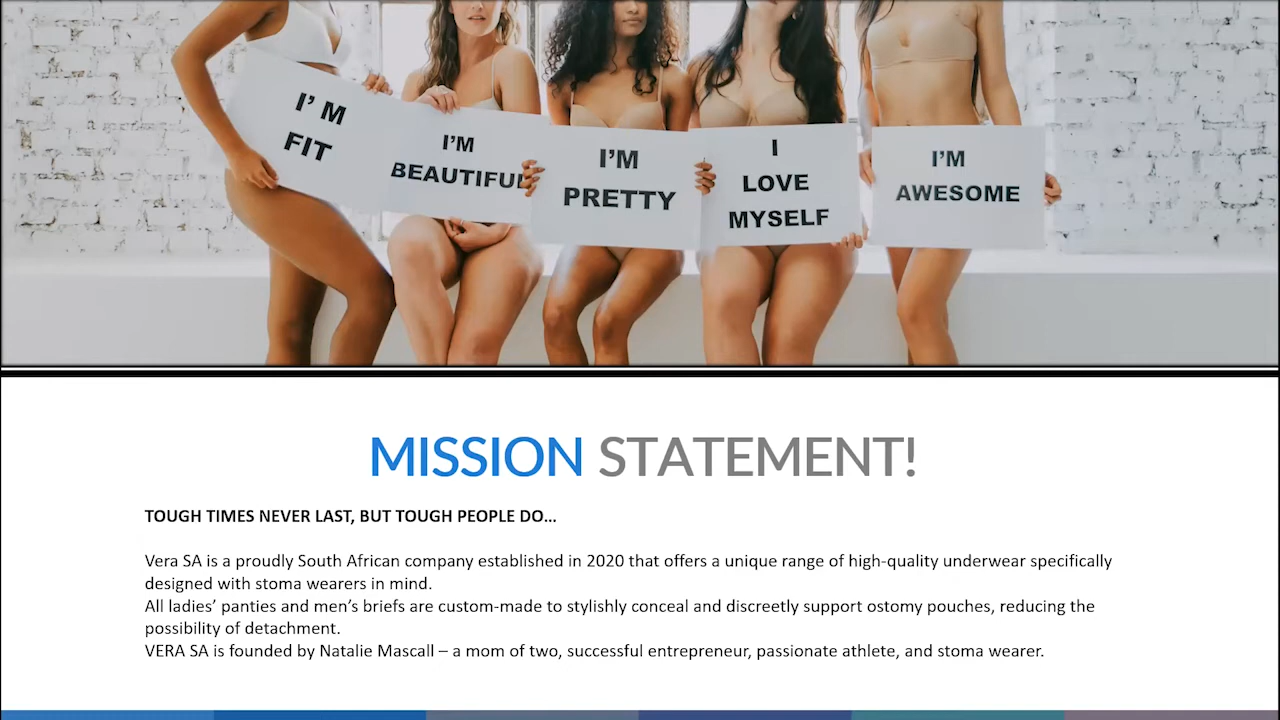 I'M
FIT
I'M
BEAUTIFUL
I'M
PRETTY
I
LOVE
MYSELF
I'M
AWESOME
MISSION STATEMENT!
TOUGH TIMES NEVER LAST, BUT TOUGH PEOPLE DO...
Vera SA is a proudly South African company established in 2020 that offers a unique range of high-quality underwear specifically
designed with stoma wearers in mind.
All ladies’ panties and men’s briefs are custom-made to stylishly conceal and discreetly support ostomy pouches, reducing the
possibility of detachment.
VERA SA is founded by Natalie Mascall – a mom of two, successful entrepreneur, passionate athlete, and stoma wearer.